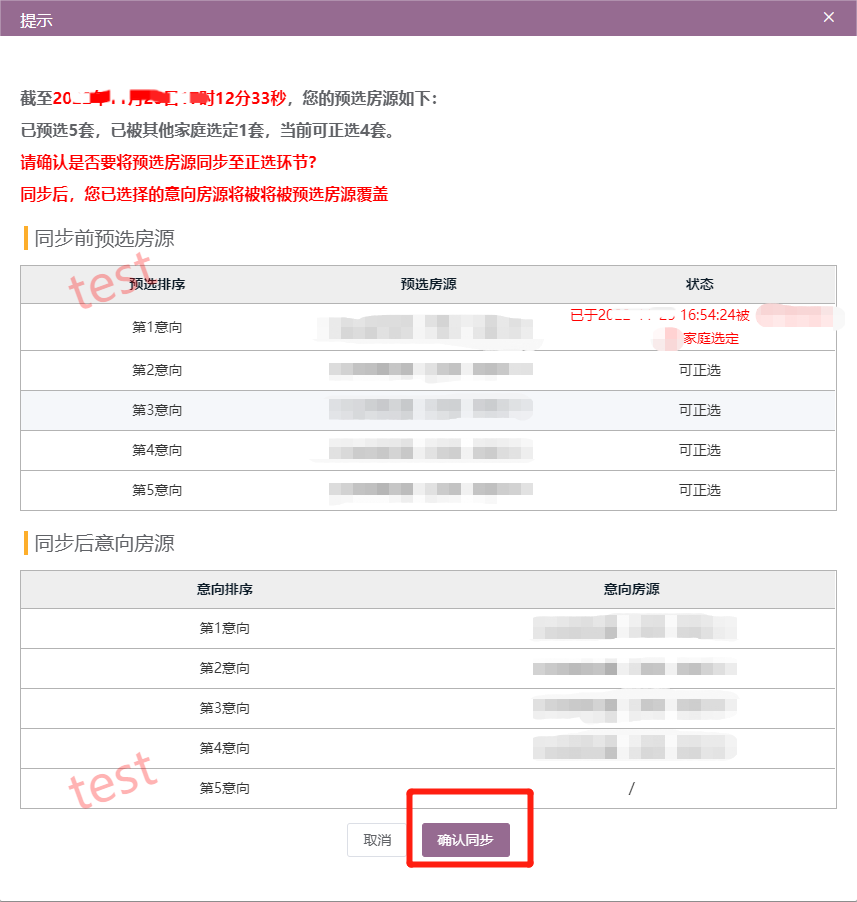 提示
截至20 月2 时12分33秒，您的预选房源如下：
已预选5套，已被其他家庭选定1套，当前可正选4套。
请确认是否要将预选房源同步至正选环节？
同步后，您已选择的意向房源将被将被预选房源覆盖
同步前预选房源
test
预选排序 预选房源 状态
第1意向 已于20 16:54:24被
家庭选定
第2意向 可正选
第3意向 可正选
第4意向 可正选
第5意向 可正选
同步后意向房源
意向排序 意向房源
第1意向
第2意向
第3意向
第4意向
test
第5意向 /
取消 确认同步